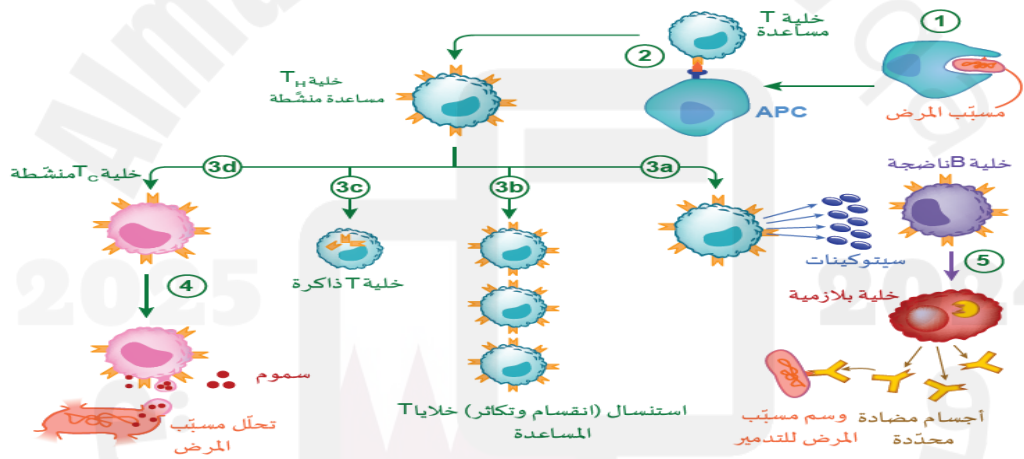 1
خلية T
مساعدة
2
خلية TH
مساعدة منشَّطة
APC
مسبّب المرض
3d
3c
3b
3a
خلية TC منشّطة
خلية B ناضجة
سيتوكينات
خلية T ذاكرة
4
5
خلية بلازمية
سموم
تحلّل مسبّب
المرض
استنسال (انقسام وتكاثر) خلايا T
المساعدة
وسم مسبّب
المرض للتدمير
أجسام مضادة
محدّدة
2025